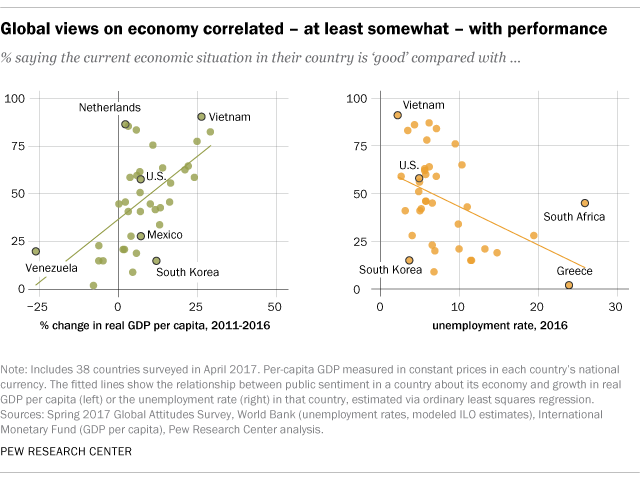 Global views on economy correlated – at least somewhat – with performance
% saying the current economic situation in their country is ‘good’ compared with ...
100
75
50
25
0
−25
0
25
50
Netherlands
Vietnam
U.S.
Mexico
Venezuela
South Korea
% change in real GDP per capita, 2011-2016
100
75
50
25
0
0
10
20
30
Vietnam
U.S.
South Africa
South Korea
Greece
unemployment rate, 2016
Note: Includes 38 countries surveyed in April 2017. Per-capita GDP measured in constant prices in each country’s national
currency. The fitted lines show the relationship between public sentiment in a country about its economy and growth in real
GDP per capita (left) or the unemployment rate (right) in that country, estimated via ordinary least squares regression.
Sources: Spring 2017 Global Attitudes Survey, World Bank (unemployment rates, modeled ILO estimates), International
Monetary Fund (GDP per capita), Pew Research Center analysis.
PEW RESEARCH CENTER